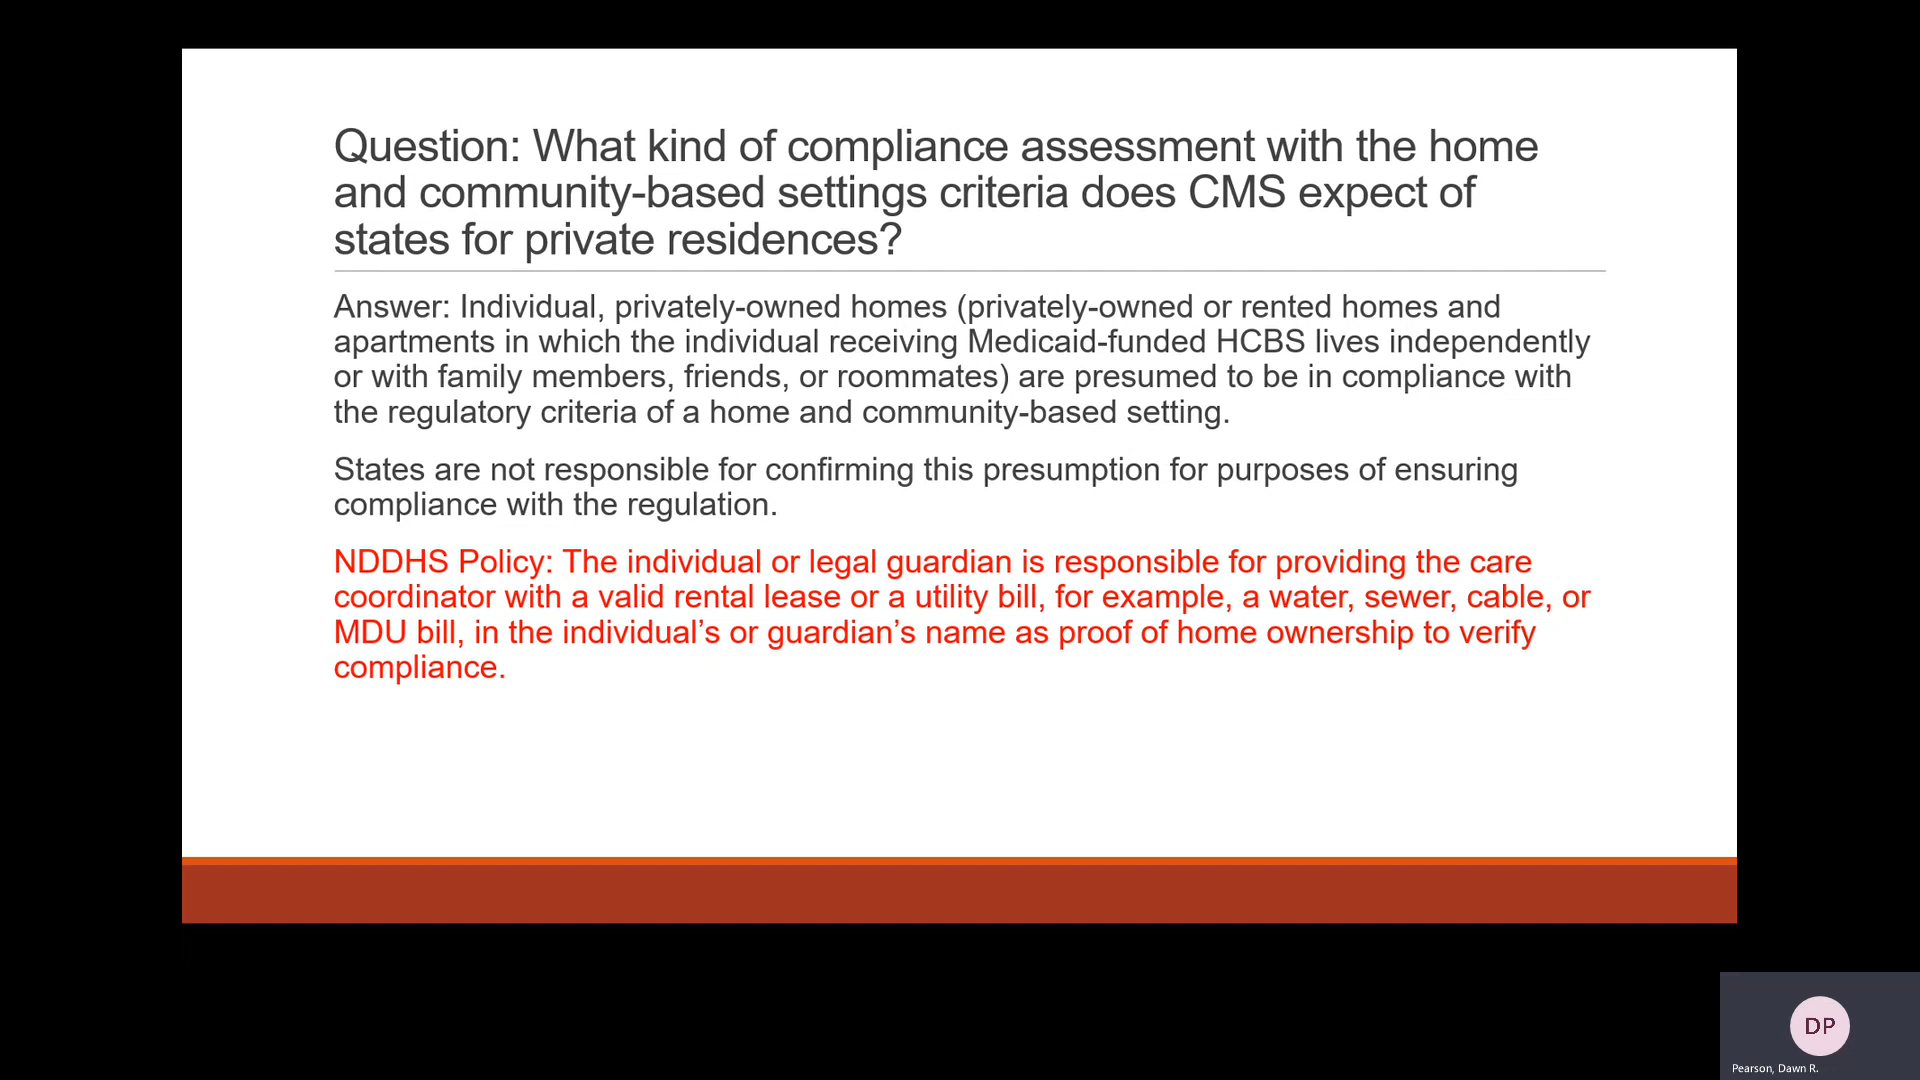 Question: What kind of compliance assessment with the home
and community-based settings criteria does CMS expect of
states for private residences?
Answer: Individual, privately-owned homes (privately-owned or rented homes and
apartments in which the individual receiving Medicaid-funded HCBS lives independently
or with family members, friends, or roommates) are presumed to be in compliance with
the regulatory criteria of a home and community-based setting.
States are not responsible for confirming this presumption for purposes of ensuring
compliance with the regulation.
NDDHS Policy: The individual or legal guardian is responsible for providing the care
coordinator with a valid rental lease or a utility bill, for example, a water, sewer, cable, or
MDU bill, in the individual’s or guardian’s name as proof of home ownership to verify
compliance.
DP
Pearson, Dawn R.